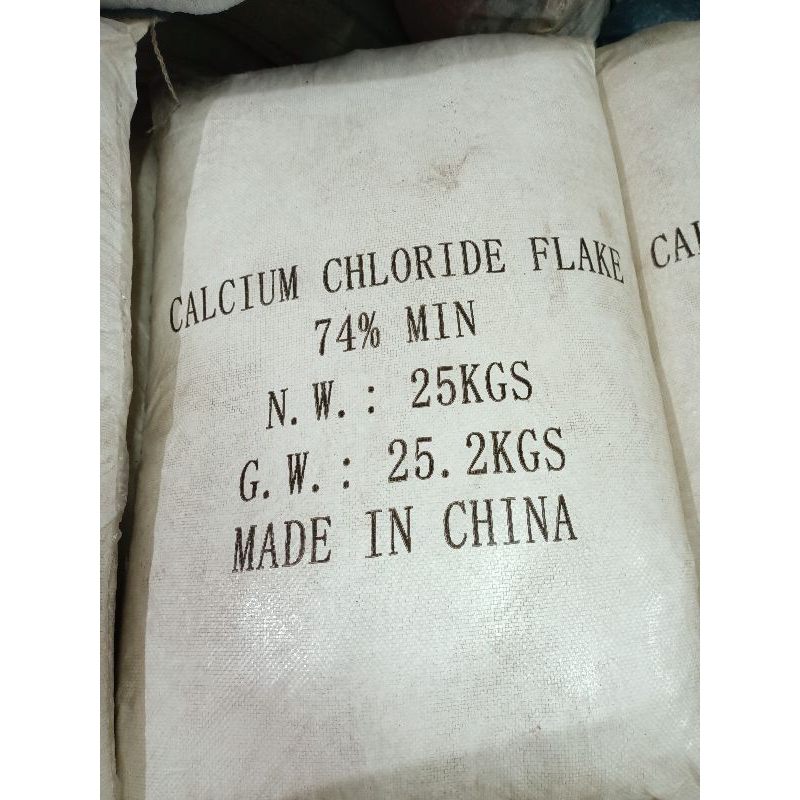 CALCIUM CHLORIDE FLAKE
74% MIN
N.W.: 25KGS
G.W.: 25.2KGS
MADE IN CHINA